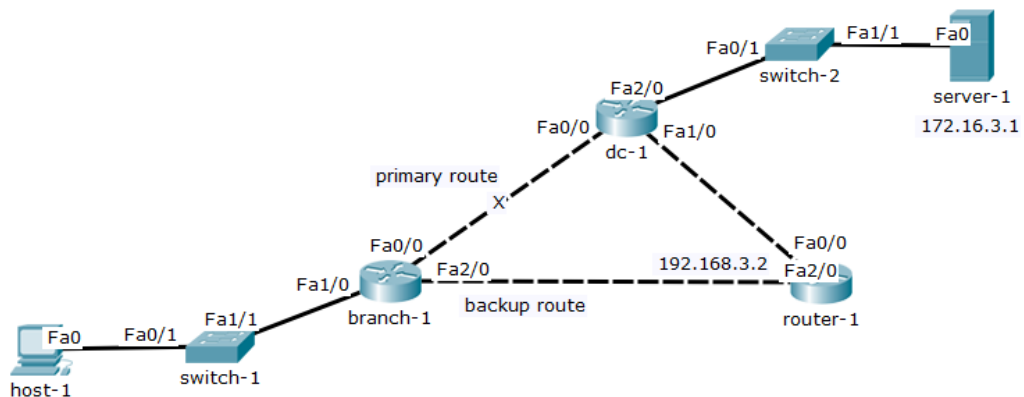 Fa0/1
Fa1/1
Fa0
switch-2
server-1
172.16.3.1
Fa2/0
Fa0/0
Fa1/0
dc-1
primary route
X
Fa0/0
Fa0/0
192.168.3.2
Fa2/0
Fa2/0
Fa1/0
branch-1
backup route
router-1
Fa0
Fa0/1
Fa1/1
switch-1
host-1